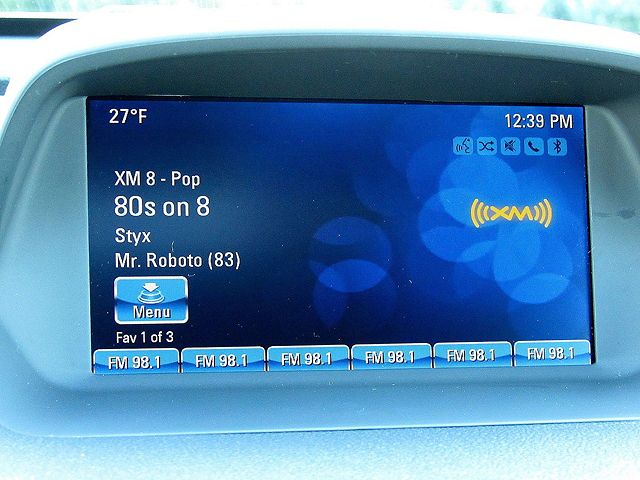 27°F
12:39 PM
XM 8 - Pop
80s on 8
XM
Styx
Mr. Roboto (83)
Menu
Fav 1 of 3
FM 98.1 FM 98.1 FM 98.1 FM 98.1 FM 98.1 FM 98.1